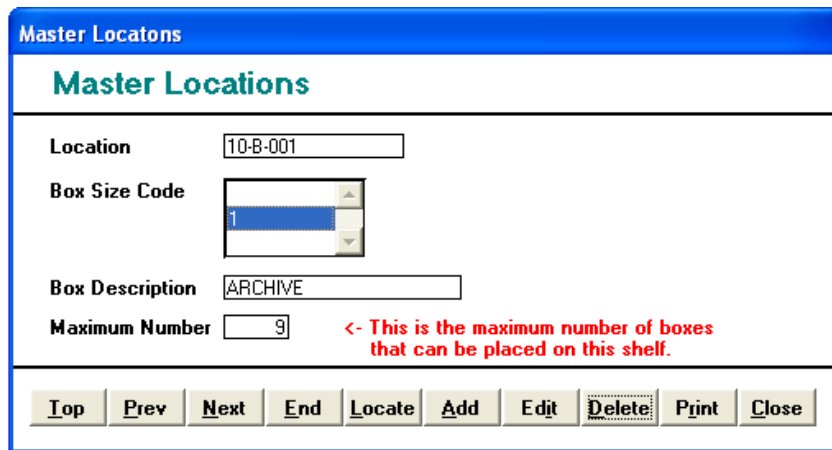 Master Locatons
Master Locations
Location 10-B-001
Box Size Code 1
Box Description ARCHIVE
Maximum Number 9 <- This is the maximum number of boxes
that can be placed on this shelf.
Top Prev Next End Locate Add Edit Delete Print Close